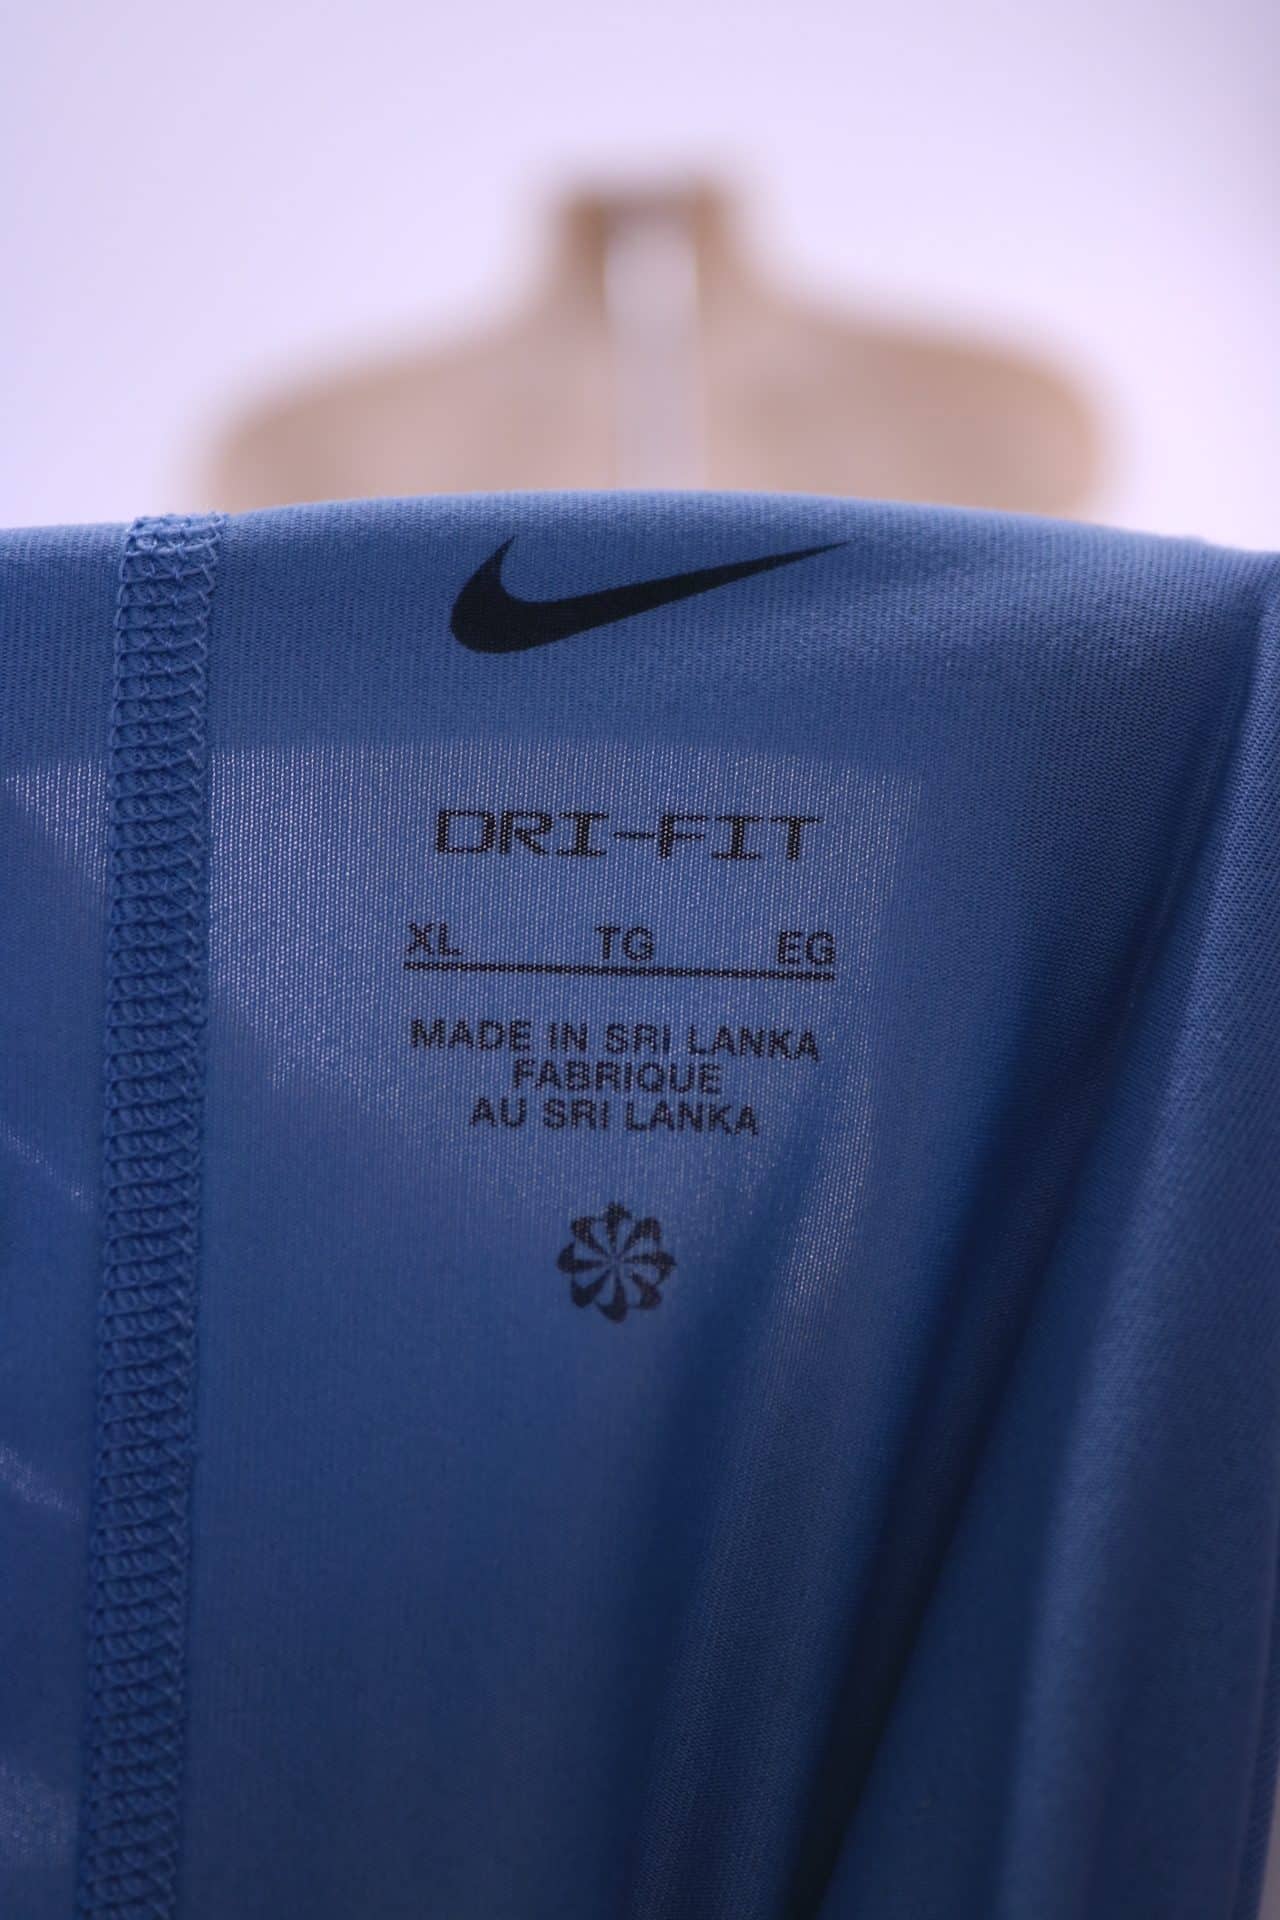 DRI-FIT
XL TG EG
MADE IN SRI LANKA
FABRIQUE
AU SRI LANKA